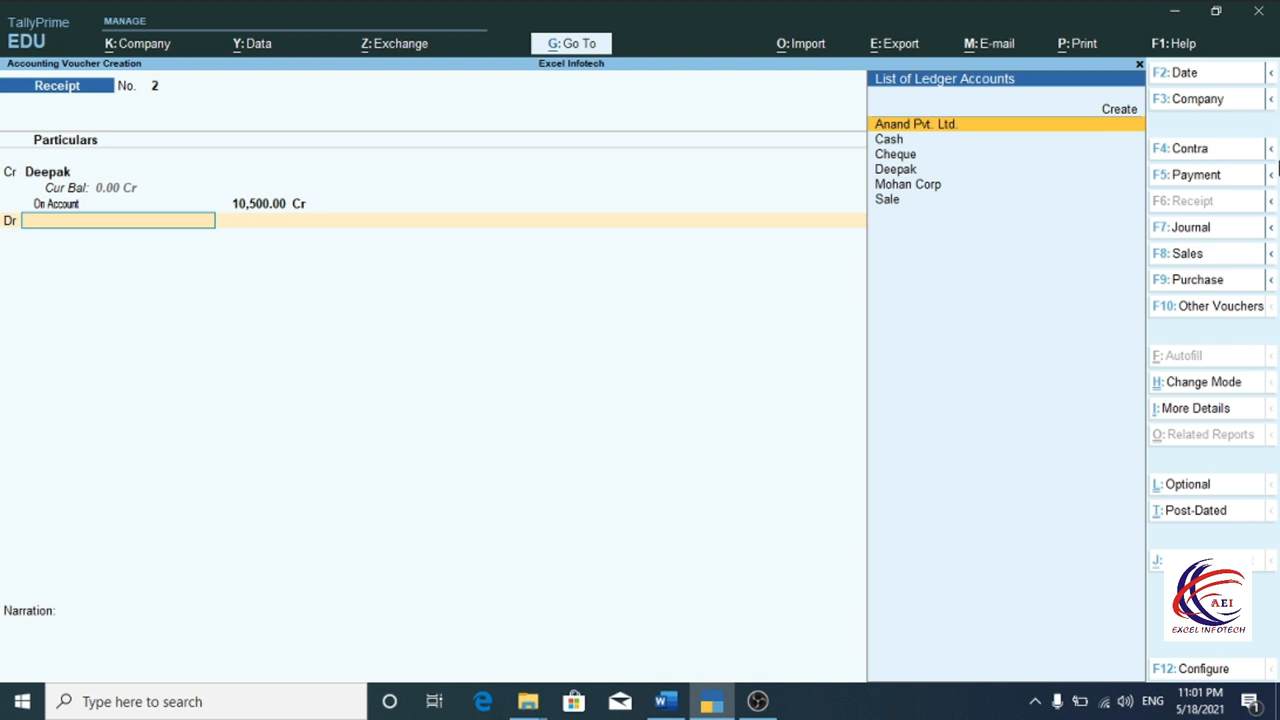 TallyPrime
EDU
MANAGE
K: Company
Y: Data
Z: Exchange
G: Go To
O: Import
E: Export
M: E-mail
P: Print
F1: Help
Accounting Voucher Creation
Excel Infotech
Receipt No. 2
Particulars
Cr Deepak
Cur Bal: 0.00 Cr
On Account 10,500.00 Cr
Dr
Narration:
List of Ledger Accounts
Create
Anand Pvt. Ltd.
Cash
Cheque
Deepak
Mohan Corp
Sale
F2: Date
F3: Company
F4: Contra
F5: Payment
F6: Receipt
F7: Journal
F8: Sales
F9: Purchase
F10: Other Vouchers
F: Autofill
H: Change Mode
I: More Details
O: Related Reports
L: Optional
T: Post-Dated
J:
AEI
EXCEL INFOTECH
F12: Configure
Type here to search
ENG
11:01 PM
5/18/2021
1